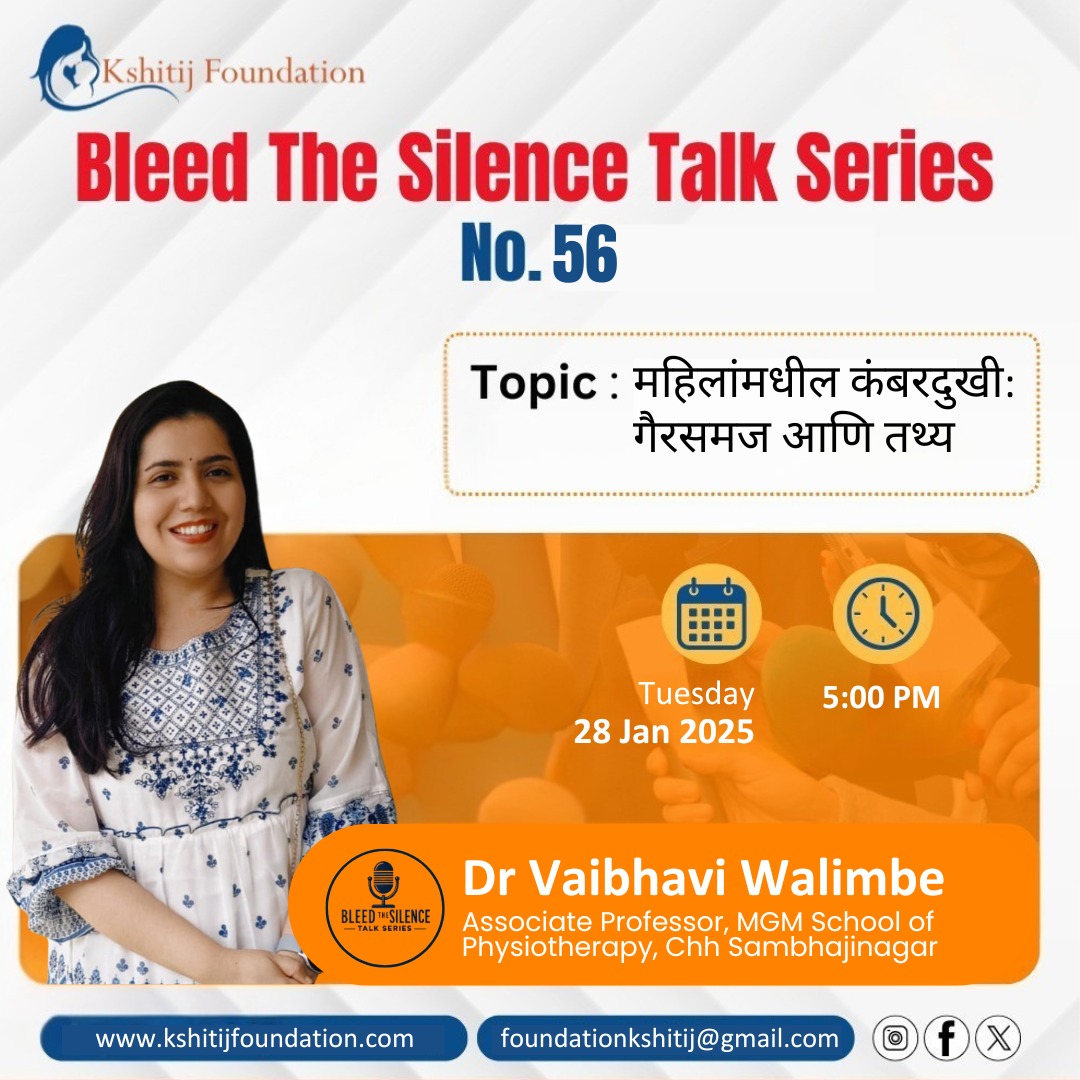 Kshitij Foundation
Bleed The Silence Talk Series
No. 56
Topic : महिलांमधील कंबरदुखी:
गैरसमज आणि तथ्य
Tuesday
28 Jan 2025
5:00 PM
BLEED THE SILENCE
TALK SERIES
Dr Vaibhavi Walimbe
Associate Professor, MGM School of
Physiotherapy, Chh Sambhajinagar
www.kshitijfoundation.com
foundationkshitij@gmail.com